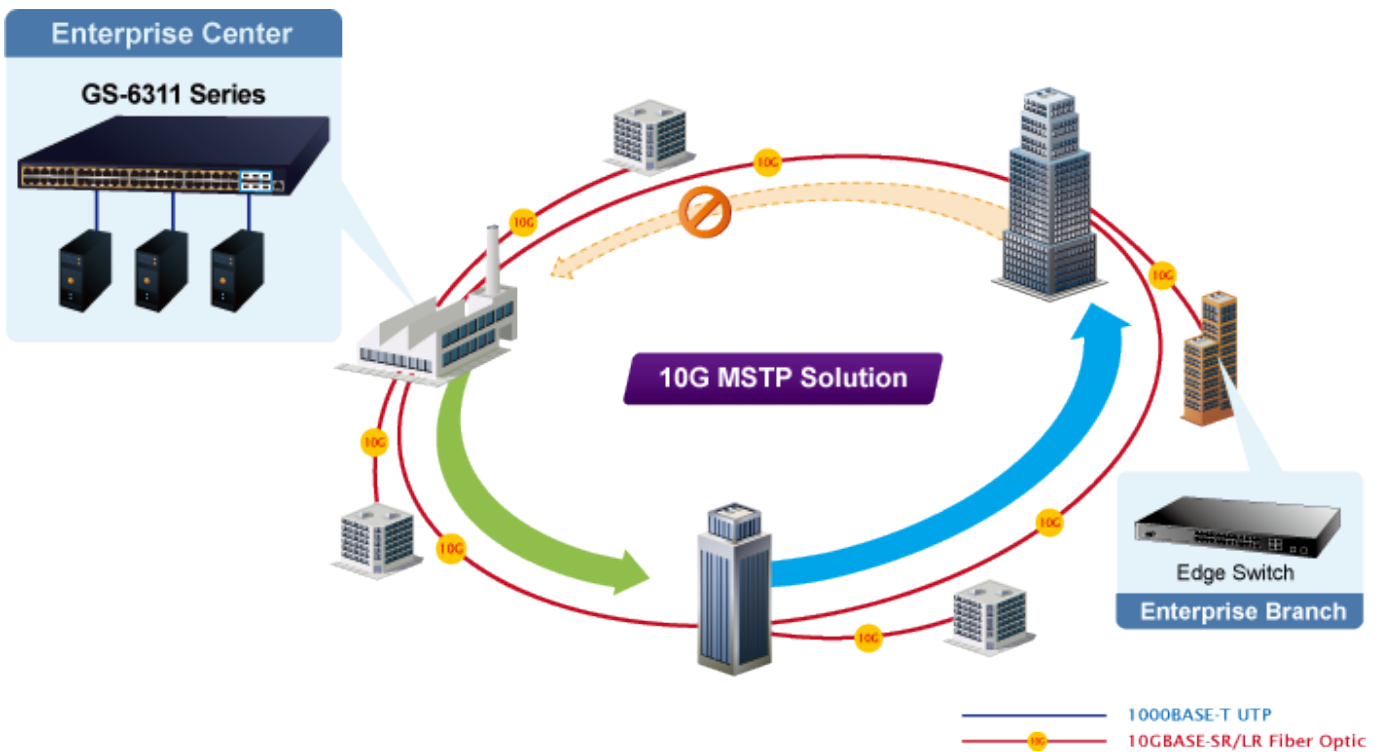 Enterprise Center
GS-6311 Series
10G
10G
10G
10G MSTP Solution
10G
10G
10G
10G
Edge Switch
Enterprise Branch
1000BASE-T UTP
10G
10GBASE-SR/LR Fiber Optic